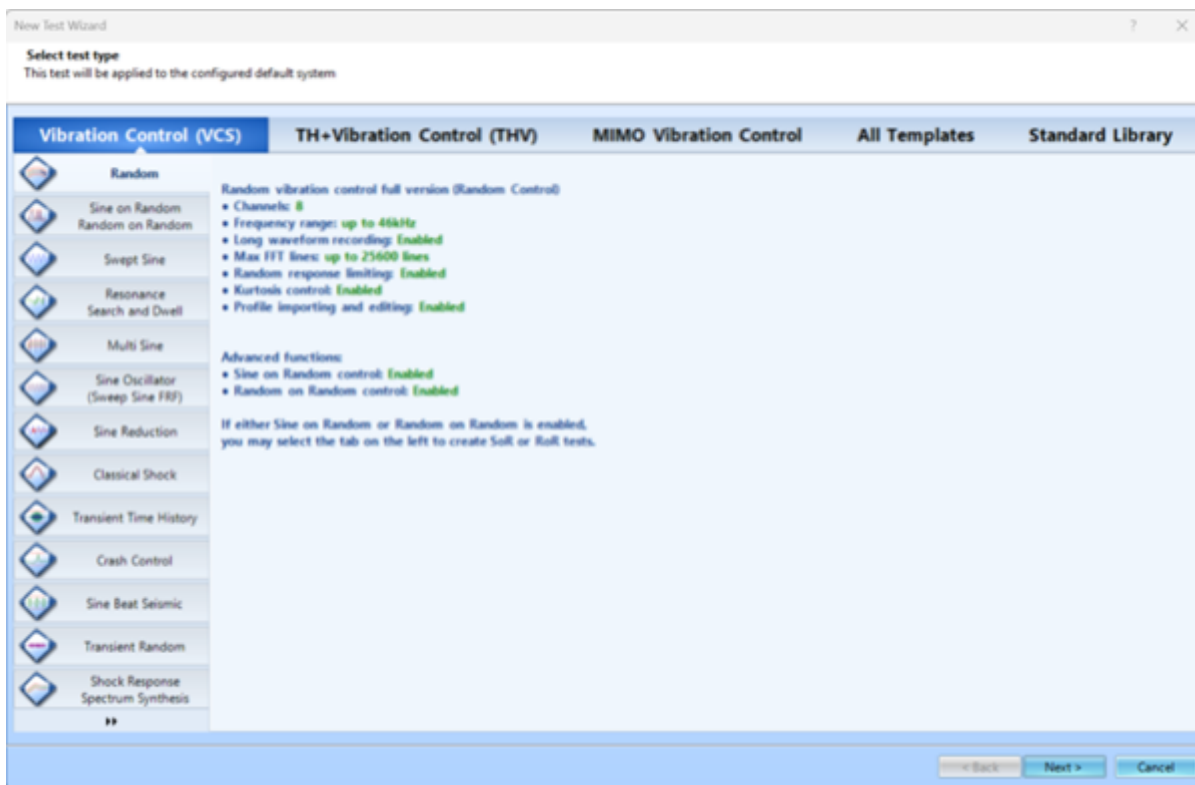 New Test Wizard
Select test type
This test will be applied to the configured default system
Vibration Control (VCS) TH+Vibration Control (THV) MIMO Vibration Control All Templates Standard Library
Random
Sine on Random
Random on Random
Swept Sine
Resonance
Search and Dwell
Multi Sine
Sine Oscillator
(Sweep Sine FRF)
Sine Reduction
Classical Shock
Transient Time History
Crash Control
Sine Beat Seismic
Transient Random
Shock Response
Spectrum Synthesis
Random vibration control full version (Random Control)
• Channels: 8
• Frequency range: up to 46kHz
• Long waveform recording: Enabled
• Max FFT lines: up to 25600 lines
• Random response limiting: Enabled
• Kurtosis control: Enabled
• Profile importing and editing: Enabled
Advanced functions:
• Sine on Random control: Enabled
• Random on Random control: Enabled
If either Sine on Random or Random on Random is enabled,
you may select the tab on the left to create SoR or RoR tests.
< Back Next > Cancel